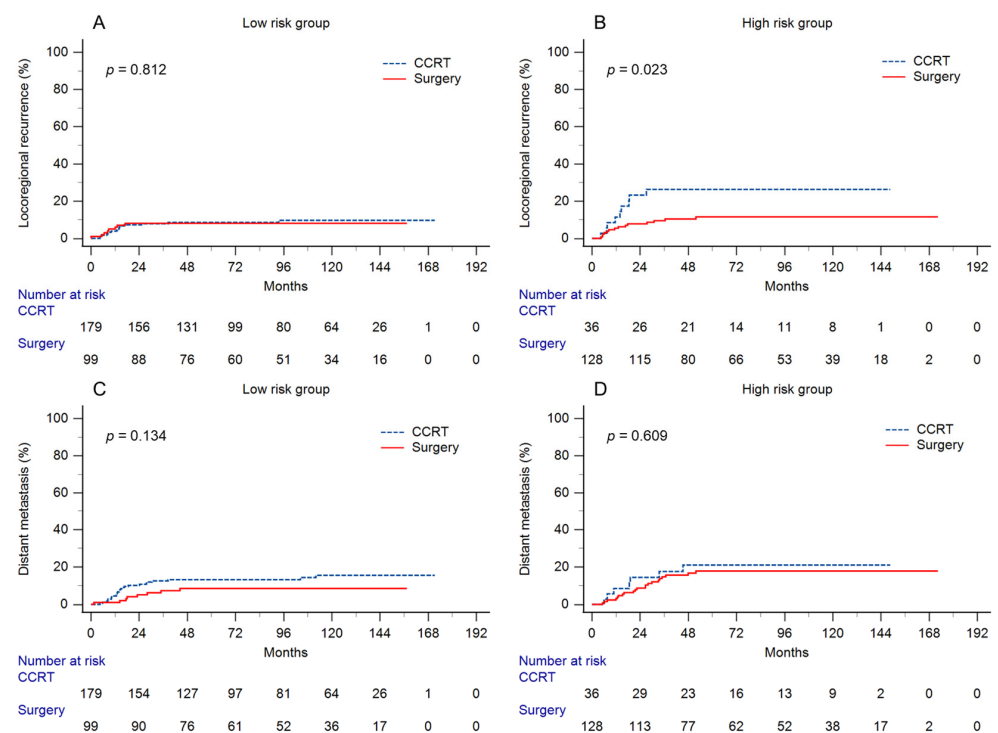 A
Low risk group
Locoregional recurrence (%)
100
80
60
40
20
0
p = 0.812
CCRT
Surgery
0 24 48 72 96 120 144 168 192
Months
Number at risk
CCRT
179 156 131 99 80 64 26 1 0
Surgery
99 88 76 60 51 34 16 0 0
B
High risk group
Locoregional recurrence (%)
100
80
60
40
20
0
p = 0.023
CCRT
Surgery
0 24 48 72 96 120 144 168 192
Months
Number at risk
CCRT
36 26 21 14 11 8 1 0 0
Surgery
128 115 80 66 53 39 18 2 0
C
Low risk group
Distant metastasis (%)
100
80
60
40
20
0
p = 0.134
CCRT
Surgery
0 24 48 72 96 120 144 168 192
Months
Number at risk
CCRT
179 154 127 97 81 64 26 1 0
Surgery
99 90 76 61 52 36 17 0 0
D
High risk group
Distant metastasis (%)
100
80
60
40
20
0
p = 0.609
CCRT
Surgery
0 24 48 72 96 120 144 168 192
Months
Number at risk
CCRT
36 29 23 16 13 9 2 0 0
Surgery
128 113 77 62 52 38 17 2 0